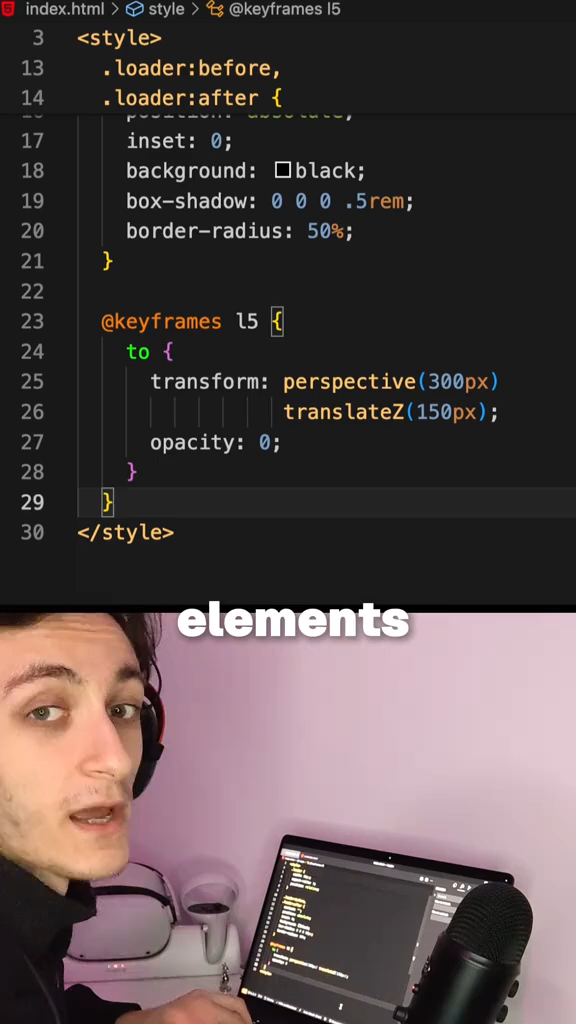 index.html > style > @keyframes l5
3 <style>
13 .loader:before,
14 .loader:after {
position: absolute;
17 inset: 0;
18 background: black;
19 box-shadow: 0 0 0 .5rem;
20 border-radius: 50%;
21 }
22
23 @keyframes l5 {
24 to {
25 transform: perspective(300px)
26 translateZ(150px);
27 opacity: 0;
28 }
29 }
30 </style>
elements